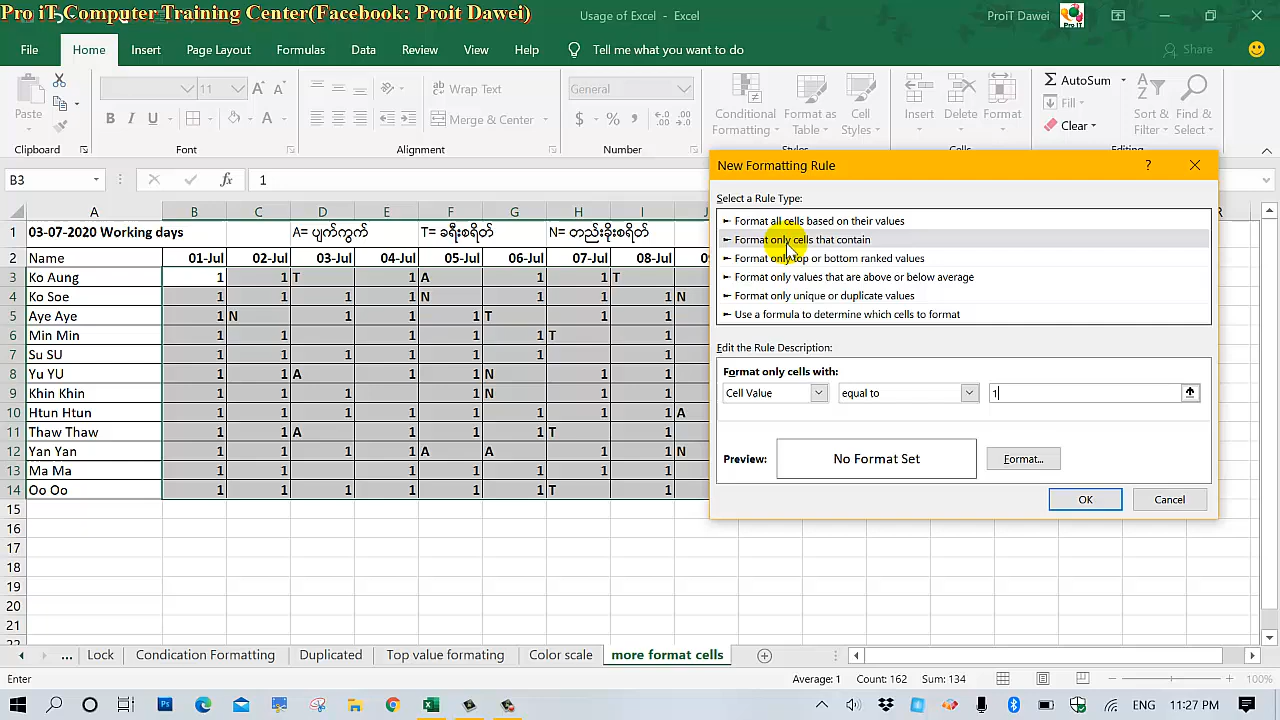 Pro iT Computer Training Center(Facebook: Proit Dawei)
Usage of Excel - Excel
ProiT Dawei
File Home Insert Page Layout Formulas Data Review View Help Tell me what you want to do Share
11 Wrap Text General AutoSum
Paste B I U Merge & Center $ % Conditional Formatting Format as Table Cell Styles Insert Delete Format Fill Clear Sort & Filter Find & Select
Clipboard Font Alignment Number Styles Cells Editing
B3 fx 1
A B C D E F G H I J R
1 03-07-2020 Working days A= ပျက်ကွက် T= ခရီးစရိတ် N= တည်းခိုးစရိတ်
2 Name 01-Jul 02-Jul 03-Jul 04-Jul 05-Jul 06-Jul 07-Jul 08-Jul 09
3 Ko Aung 1 1 T 1 A 1 1 T
4 Ko Soe 1 1 1 1 N 1 1 1 N
5 Aye Aye 1 N 1 1 1 T 1 1
6 Min Min 1 1 1 1 1 T 1
7 Su SU 1 1 1 1 1 1 1 1
8 Yu YU 1 1 A 1 1 N 1 1
9 Khin Khin 1 1 1 1 N 1 1
10 Htun Htun 1 1 1 1 1 1 1 1 A
11 Thaw Thaw 1 1 A 1 1 1 T 1
12 Yan Yan 1 1 1 1 A A 1 1 N
13 Ma Ma 1 1 1 1 1 1 1
14 Oo Oo 1 1 1 1 1 1 T 1
15
16
17
18
19
20
21
22
New Formatting Rule ?
Select a Rule Type:
► Format all cells based on their values
► Format only cells that contain
► Format only top or bottom ranked values
► Format only values that are above or below average
► Format only unique or duplicate values
► Use a formula to determine which cells to format
Edit the Rule Description:
Format only cells with:
Cell Value equal to 1
Preview: No Format Set Format...
OK Cancel
... Lock Condication Formatting Duplicated Top value formating Color scale more format cells
Enter Average: 1 Count: 162 Sum: 134 100%
ENG 11:27 PM